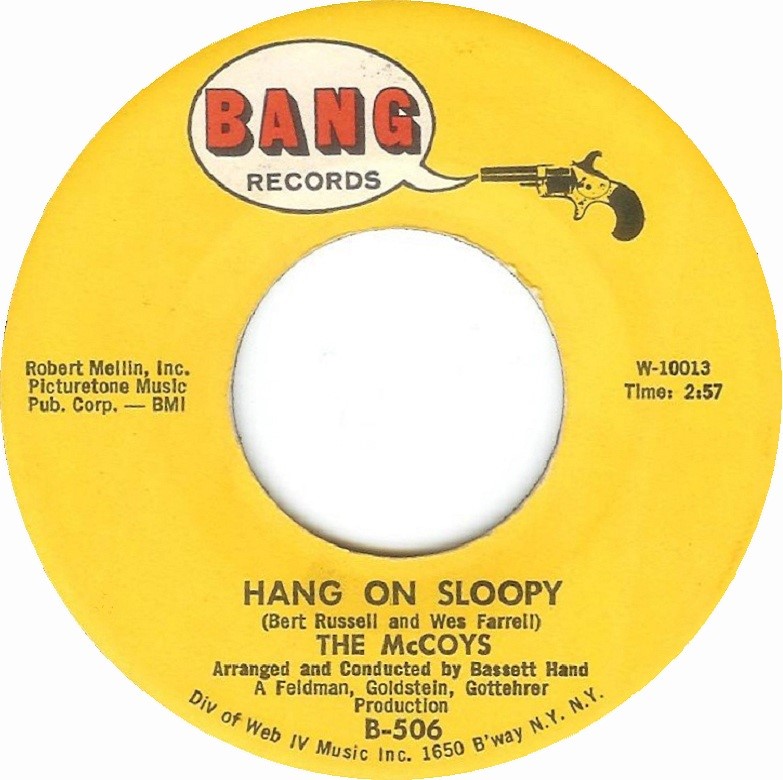 BANG
RECORDS
Robert Mellin, Inc.
Picturetone Music
Pub. Corp. — BMI
W-10013
Time: 2:57
HANG ON SLOOPY
(Bert Russell and Wes Farrell)
THE McCOYS
Arranged and Conducted by Bassett Hand
A Feldman, Goldstein, Gottehrer
Production
B-506
Div of Web IV Music Inc. 1650 B'way N.Y. N.Y.